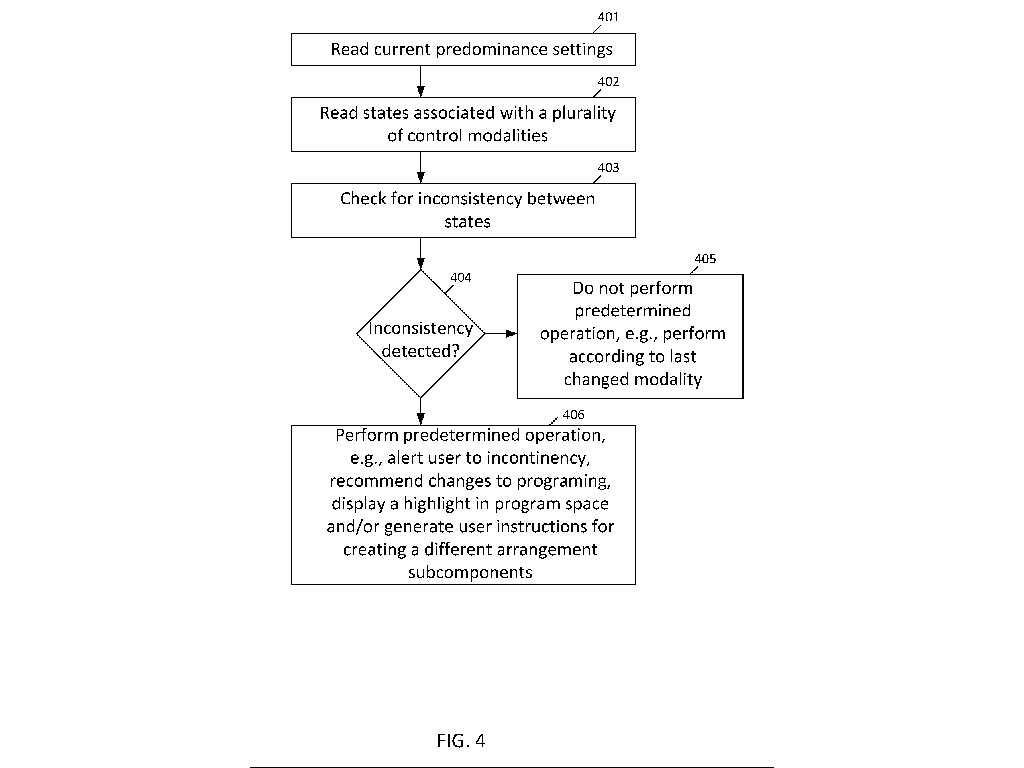 401
Read current predominance settings
402
Read states associated with a plurality
of control modalities
403
Check for inconsistency between
states
404
Inconsistency
detected?
405
Do not perform
predetermined
operation, e.g., perform
according to last
changed modality
406
Perform predetermined operation,
e.g., alert user to incontinency,
recommend changes to programing,
display a highlight in program space
and/or generate user instructions for
creating a different arrangement
subcomponents
FIG. 4